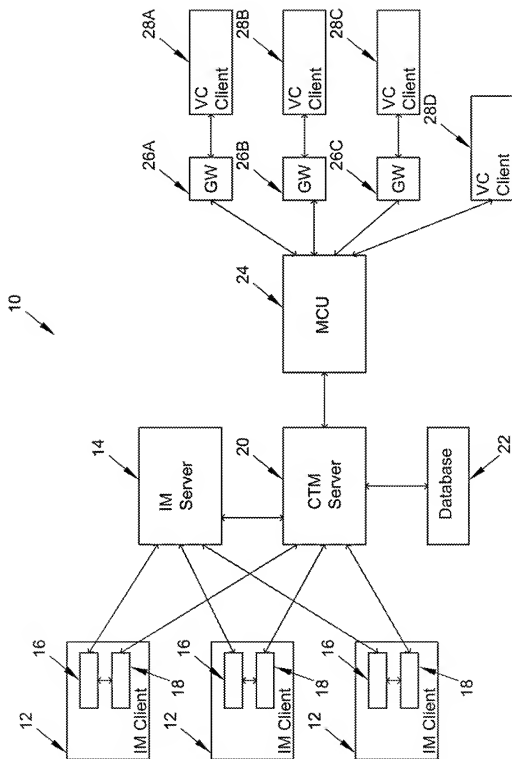 10
12
16
18
IM Client
12
16
18
IM Client
12
16
18
IM Client
14
IM
Server
20
CTM
Server
Database
22
24
MCU
26A
GW
26B
GW
26C
GW
28A
VC
Client
28B
VC
Client
28C
VC
Client
28D
VC
Client